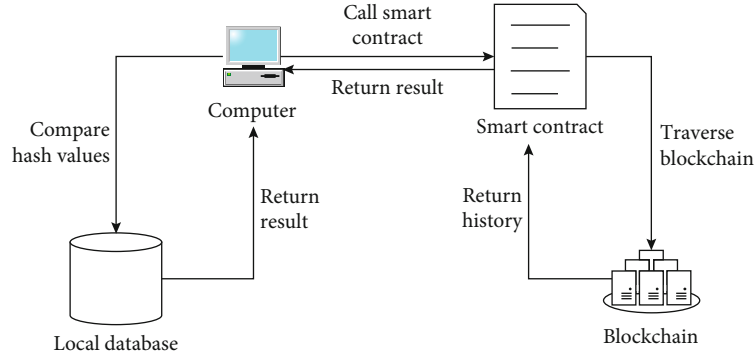 Call smart
contract
Return result
Computer
Smart contract
Compare
hash values
Traverse
blockchain
Return
result
Return
history
Local database
Blockchain